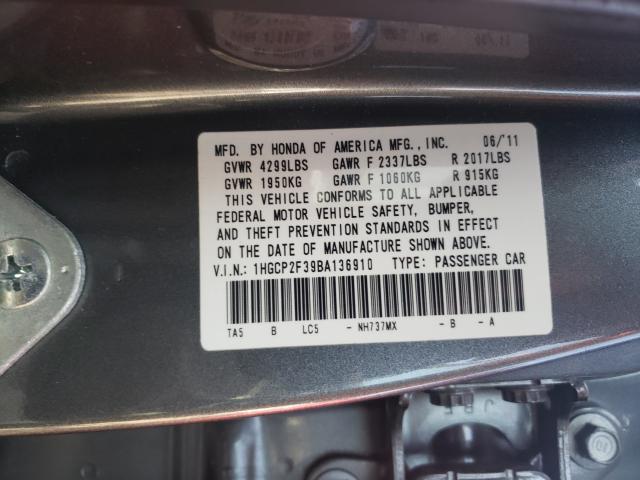 MFD. BY HONDA OF AMERICA MFG., INC. 06/'11
GVWR 4299LBS GAWR F 2337LBS R 2017LBS
GVWR 1950KG GAWR F 1060KG R 915KG
THIS VEHICLE CONFORMS TO ALL APPLICABLE
FEDERAL MOTOR VEHICLE SAFETY, BUMPER,
AND THEFT PREVENTION STANDARDS IN EFFECT
ON THE DATE OF MANUFACTURE SHOWN ABOVE.
V.I.N.: 1HGCP2F39BA136910 TYPE: PASSENGER CAR
TA5 B LC5 - NH737MX - B - A